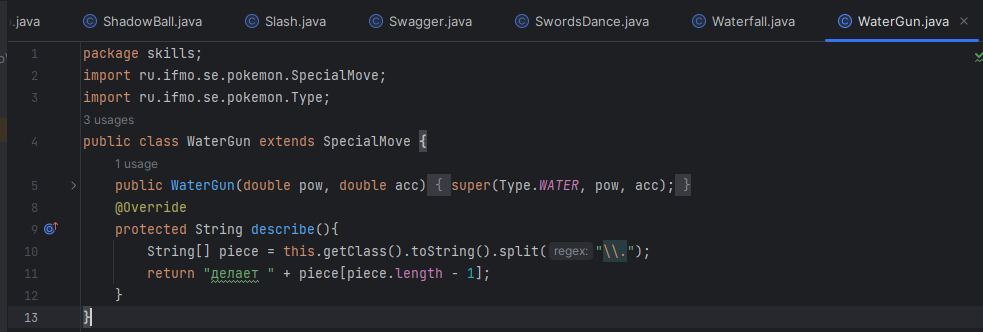 .java ShadowBall.java Slash.java Swagger.java SwordsDance.java Waterfall.java WaterGun.java
1 package skills;
2 import ru.ifmo.se.pokemon.SpecialMove;
3 import ru.ifmo.se.pokemon.Type;
3 usages
4 public class WaterGun extends SpecialMove {
1 usage
5 public WaterGun(double pow, double acc) { super(Type.WATER, pow, acc); }
8 @Override
9 protected String describe(){
10 String[] piece = this.getClass().toString().split( regex: "\\.");
11 return "делает " + piece[piece.length - 1];
12 }
13 }